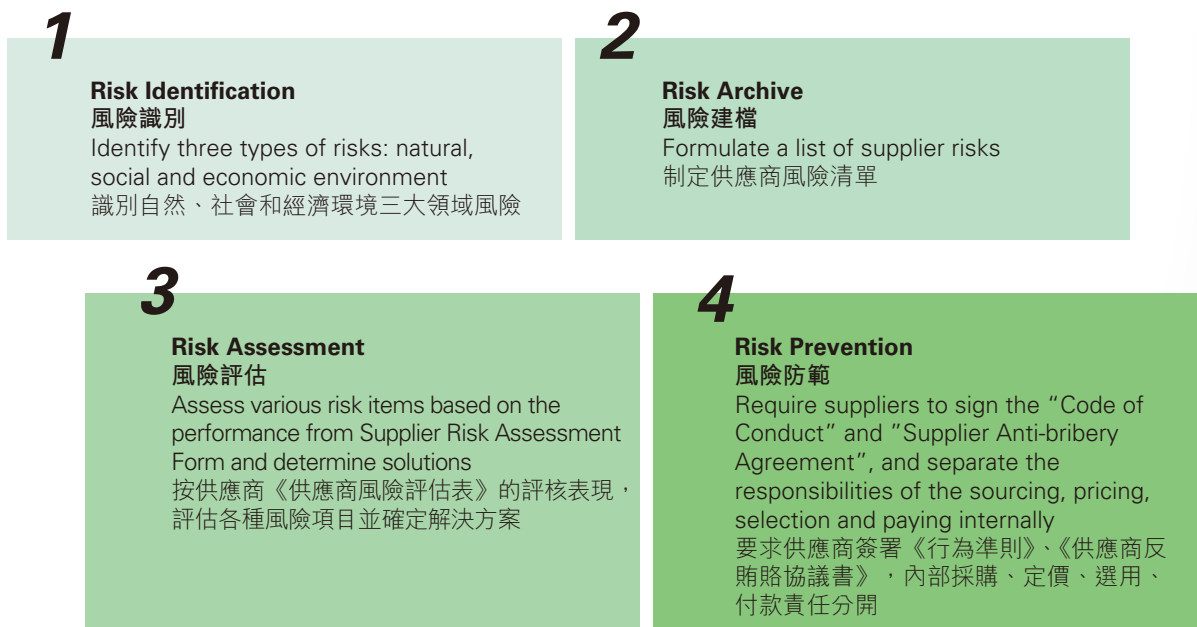 1
Risk Identification
風險識別
Identify three types of risks: natural,
social and economic environment
識別自然、社會和經濟環境三大領域風險
2
Risk Archive
風險建檔
Formulate a list of supplier risks
制定供應商風險清單
3
Risk Assessment
風險評估
Assess various risk items based on the
performance from Supplier Risk Assessment
Form and determine solutions
按供應商《供應商風險評估表》的評核表現，
評估各種風險項目並確定解決方案
4
Risk Prevention
風險防範
Require suppliers to sign the “Code of
Conduct” and ”Supplier Anti-bribery
Agreement”, and separate the
responsibilities of the sourcing, pricing,
selection and paying internally
要求供應商簽署《行為準則》、《供應商反
賄賂協議書》，內部採購、定價、選用、
付款責任分開